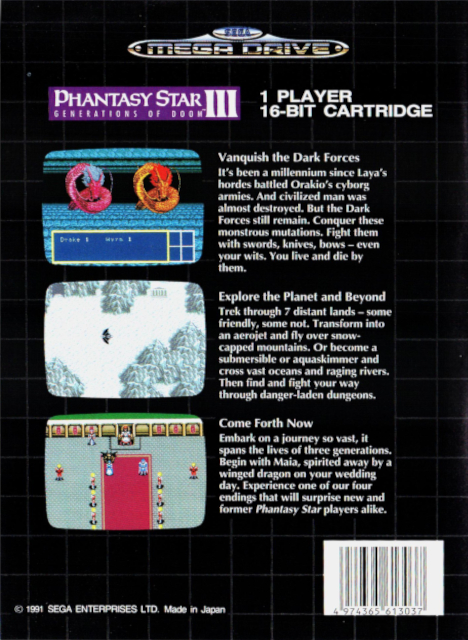 SEGA
MEGA DRIVE
PHANTASY STAR III
GENERATIONS OF DOOM™
1 PLAYER
16-BIT CARTRIDGE
Vanquish the Dark Forces
It's been a millennium since Laya's
hordes battled Orakio's cyborg
armies. And civilized man was
almost destroyed. But the Dark
Forces still remain. Conquer these
monstrous mutations. Fight them
with swords, knives, bows – even
your wits. You live and die by
them.
Explore the Planet and Beyond
Trek through 7 distant lands – some
friendly, some not. Transform into
an aerojet and fly over snow-
capped mountains. Or become a
submersible or aquaskimmer and
cross vast oceans and raging rivers.
Then find and fight your way
through danger-laden dungeons.
Come Forth Now
Embark on a journey so vast, it
spans the lives of three generations.
Begin with Maia, spirited away by a
winged dragon on your wedding
day. Experience one of our four
endings that will surprise new and
former Phantasy Star players alike.
© 1991 SEGA ENTERPRISES LTD. Made in Japan
4 974365 613037